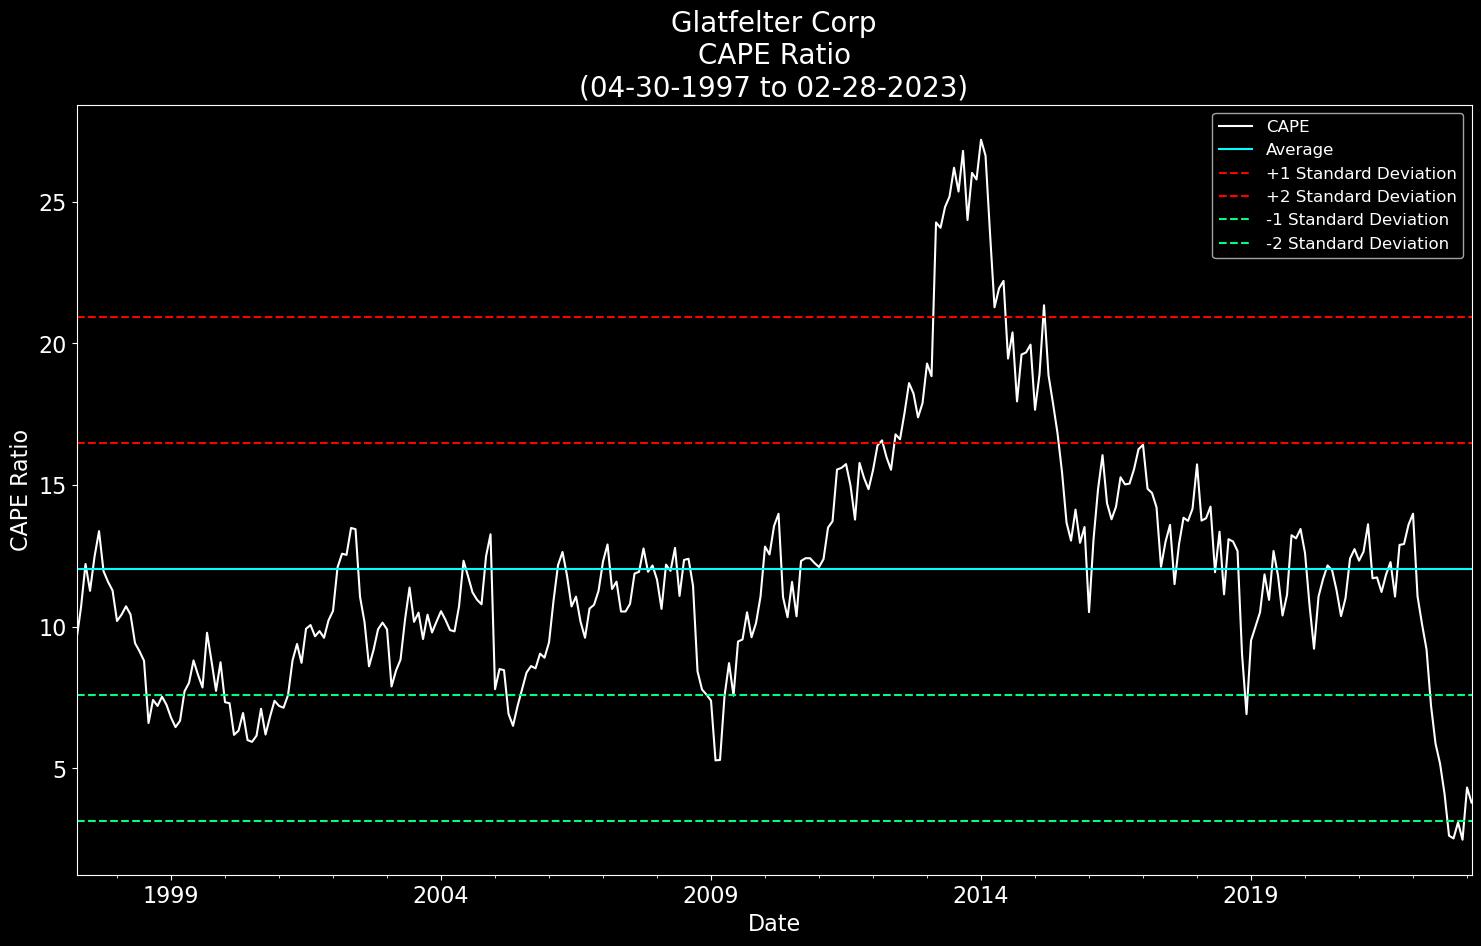 Glatfelter Corp
CAPE Ratio
(04-30-1997 to 02-28-2023)
CAPE
Average
+1 Standard Deviation
+2 Standard Deviation
-1 Standard Deviation
-2 Standard Deviation
CAPE Ratio
25
20
15
10
5
1999
2004
2009
2014
2019
Date